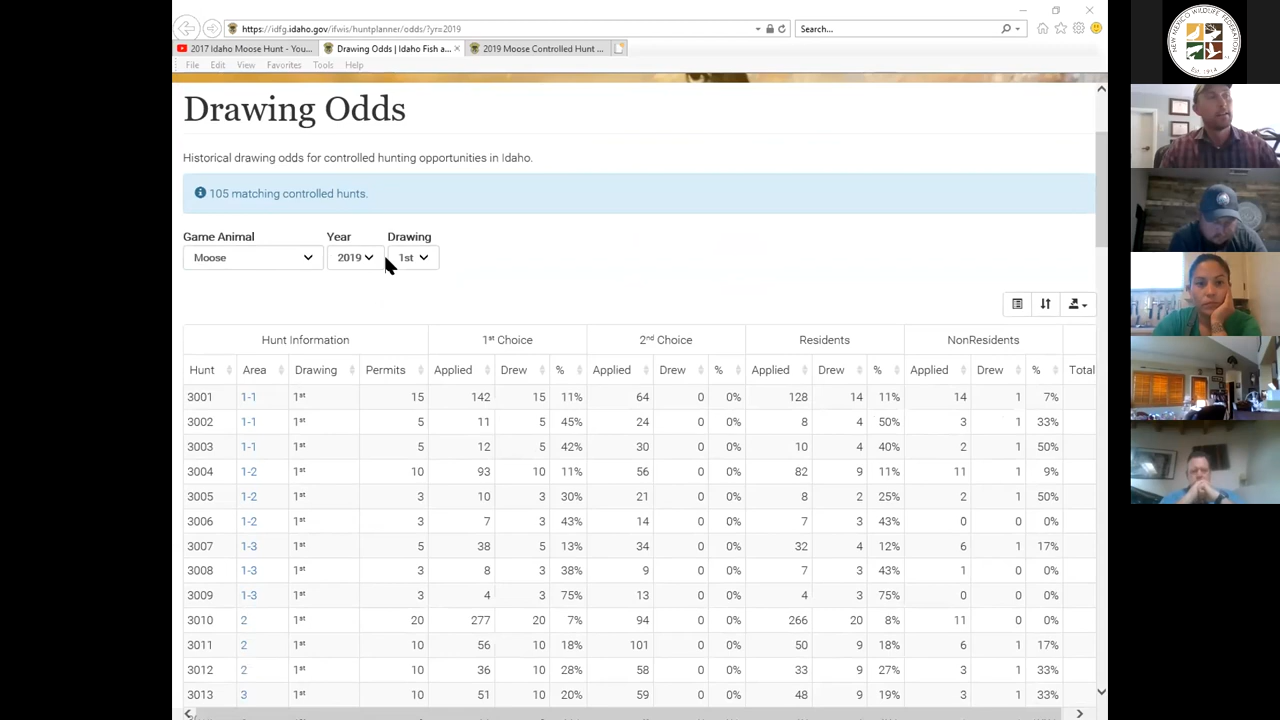 https://idfg.idaho.gov/ifwis/huntplanner/odds/?yr=2019
Search...
2017 Idaho Moose Hunt - You...
Drawing Odds | Idaho Fish a...
2019 Moose Controlled Hunt ...
File Edit View Favorites Tools Help
Drawing Odds
Historical drawing odds for controlled hunting opportunities in Idaho.
105 matching controlled hunts.
Game Animal Year Drawing
Moose 2019 1st
Hunt Information 1st Choice 2nd Choice Residents NonResidents
Hunt Area Drawing Permits Applied Drew % Applied Drew % Applied Drew % Applied Drew % Total
3001 1-1 1st 15 142 15 11% 64 0 0% 128 14 11% 14 1 7%
3002 1-1 1st 5 11 5 45% 24 0 0% 8 4 50% 3 1 33%
3003 1-1 1st 5 12 5 42% 30 0 0% 10 4 40% 2 1 50%
3004 1-2 1st 10 93 10 11% 56 0 0% 82 9 11% 11 1 9%
3005 1-2 1st 3 10 3 30% 21 0 0% 8 2 25% 2 1 50%
3006 1-2 1st 3 7 3 43% 14 0 0% 7 3 43% 0 0 0%
3007 1-3 1st 5 38 5 13% 34 0 0% 32 4 12% 6 1 17%
3008 1-3 1st 3 8 3 38% 9 0 0% 7 3 43% 1 0 0%
3009 1-3 1st 3 4 3 75% 13 0 0% 4 3 75% 0 0 0%
3010 2 1st 20 277 20 7% 94 0 0% 266 20 8% 11 0 0%
3011 2 1st 10 56 10 18% 101 0 0% 50 9 18% 6 1 17%
3012 2 1st 10 36 10 28% 58 0 0% 33 9 27% 3 1 33%
3013 3 1st 10 51 10 20% 59 0 0% 48 9 19% 3 1 33%
NEW MEXICO WILDLIFE FEDERATION
EST. 1914